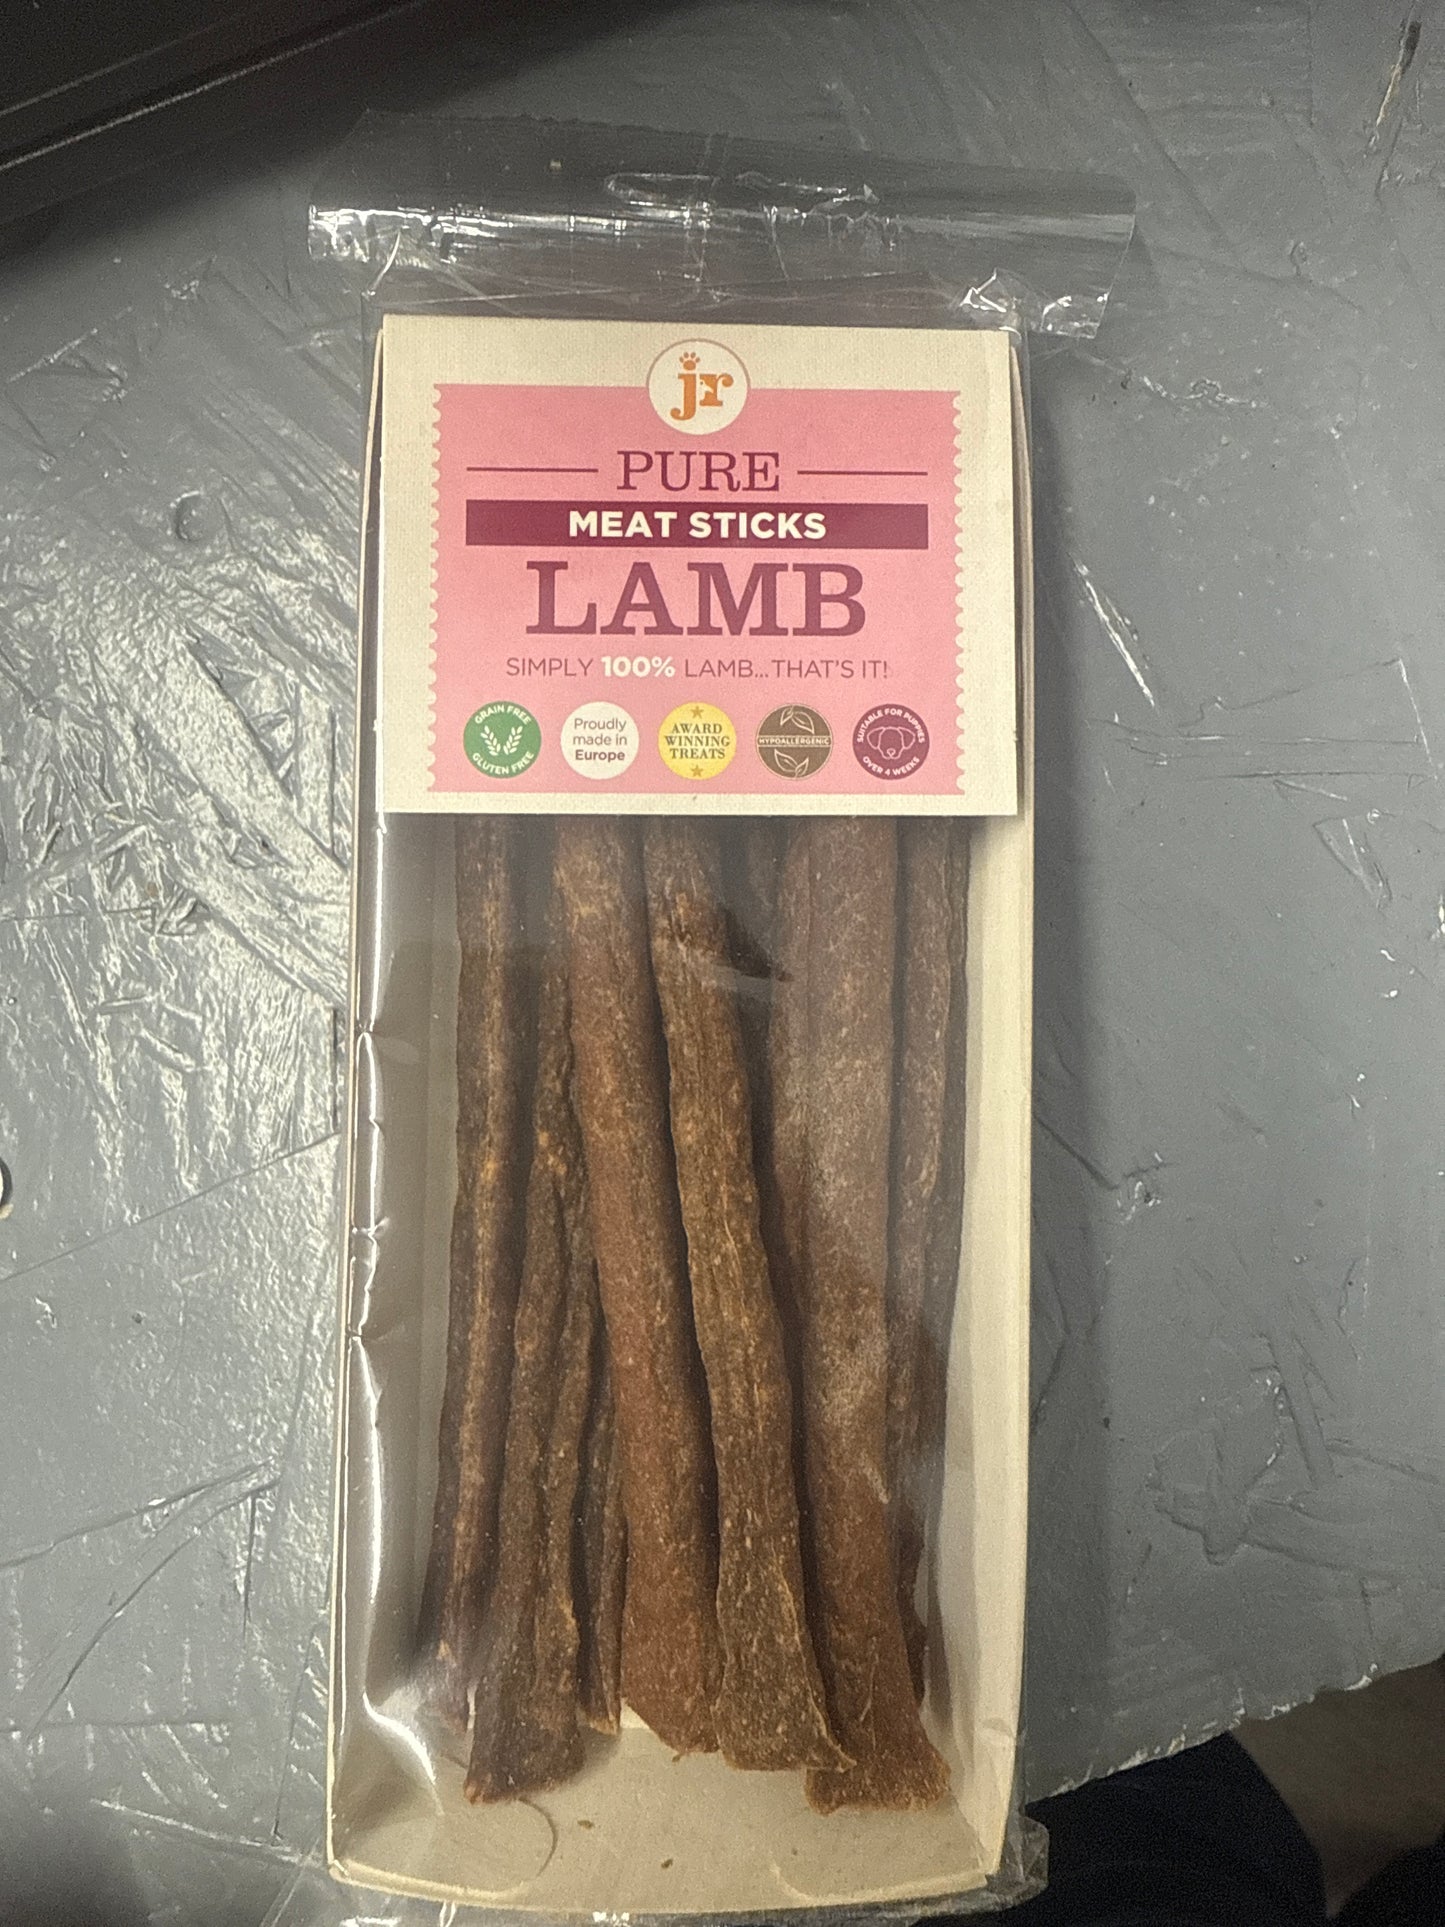 jr
PURE
MEAT STICKS
LAMB
SIMPLY 100% LAMB...THAT'S IT!
GRAIN FREE
GLUTEN FREE
Proudly
made in
Europe
AWARD
WINNING
TREATS
HYPOALLERGENIC
SUITABLE FOR PUPPIES
OVER 4 WEEKS